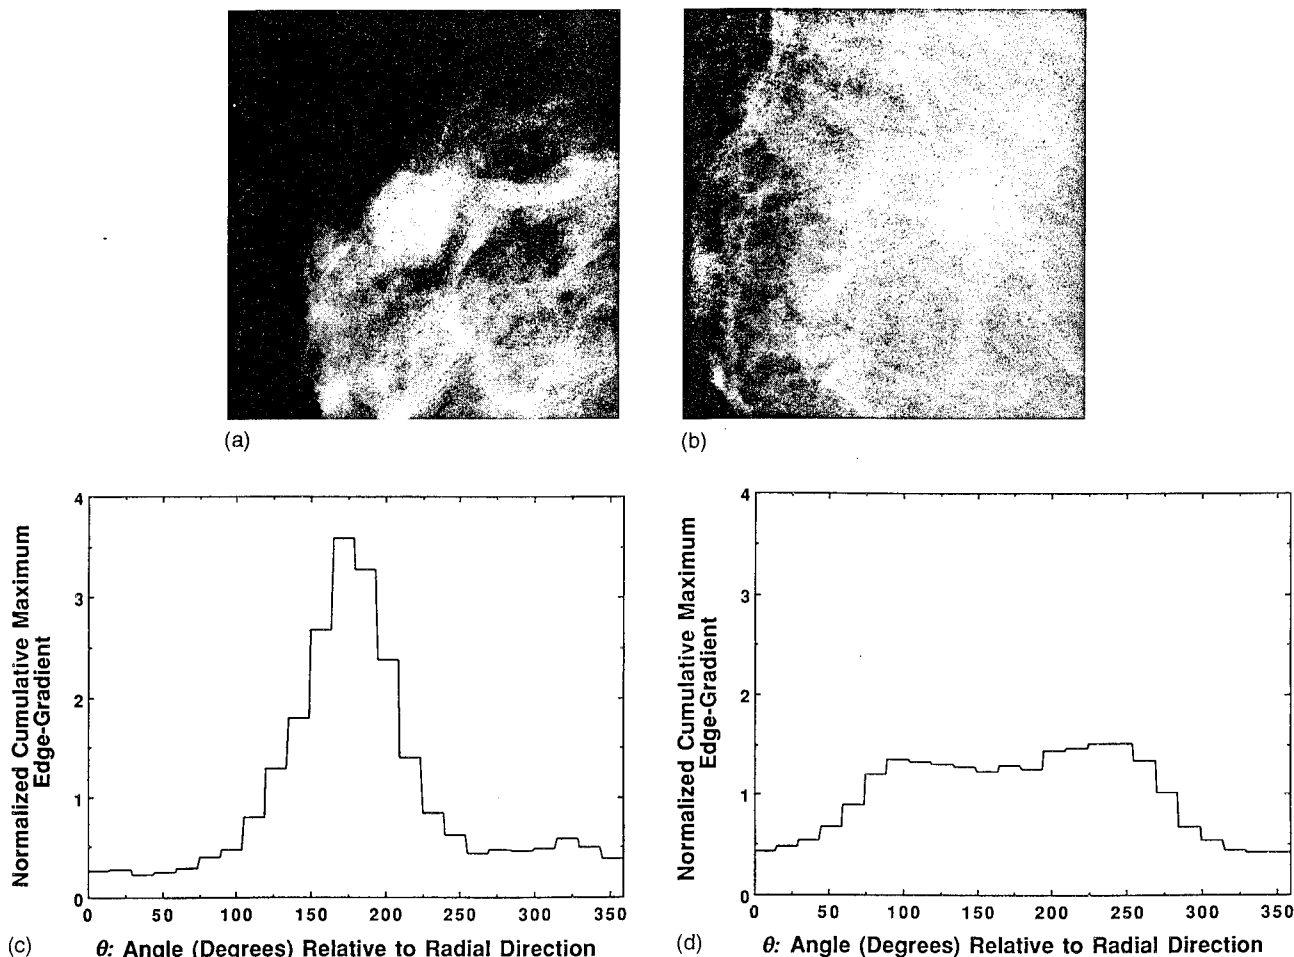 (a)
(b)
Normalized Cumulative Maximum
Edge-Gradient
4
3
2
1
0
0 50 100 150 200 250 300 350
(c)
θ: Angle (Degrees) Relative to Radial Direction
Normalized Cumulative Maximum
Edge-Gradient
4
3
2
1
0
0 50 100 150 200 250 300 350
(d)
θ: Angle (Degrees) Relative to Radial Direction